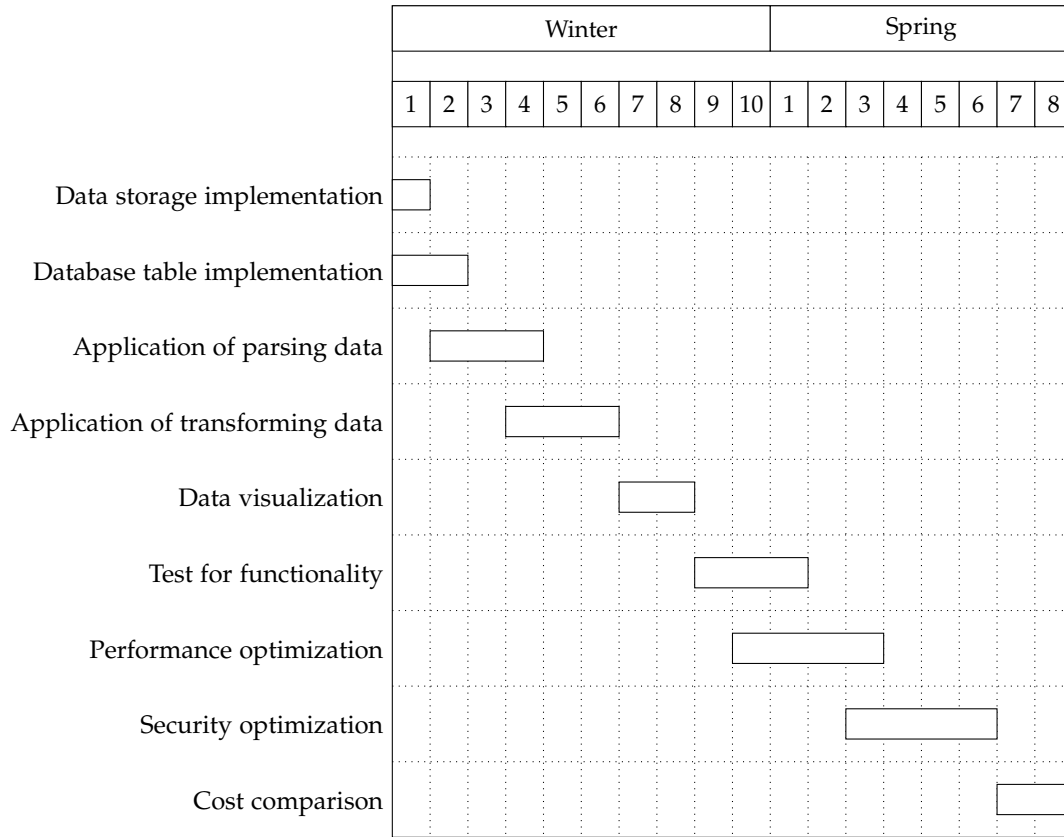 Winter Spring
1 2 3 4 5 6 7 8 9 10 1 2 3 4 5 6 7 8
Data storage implementation
Database table implementation
Application of parsing data
Application of transforming data
Data visualization
Test for functionality
Performance optimization
Security optimization
Cost comparison